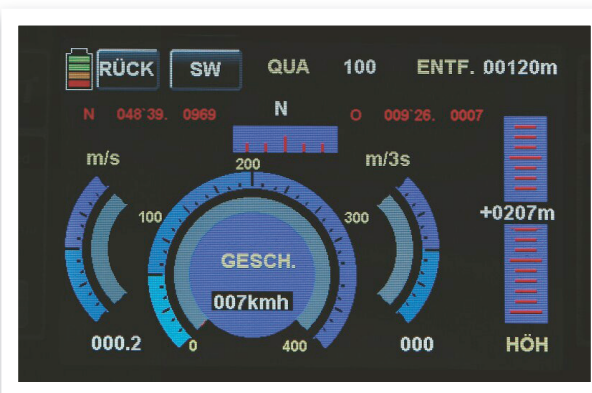 RÜCK SW QUA 100 ENTF. 00120m
N 048°39. 0969 N O 009°26. 0007
m/s 200 m/3s
100 300 +0207m
GESCH.
007kmh
000.2 0 400 000 HÖH